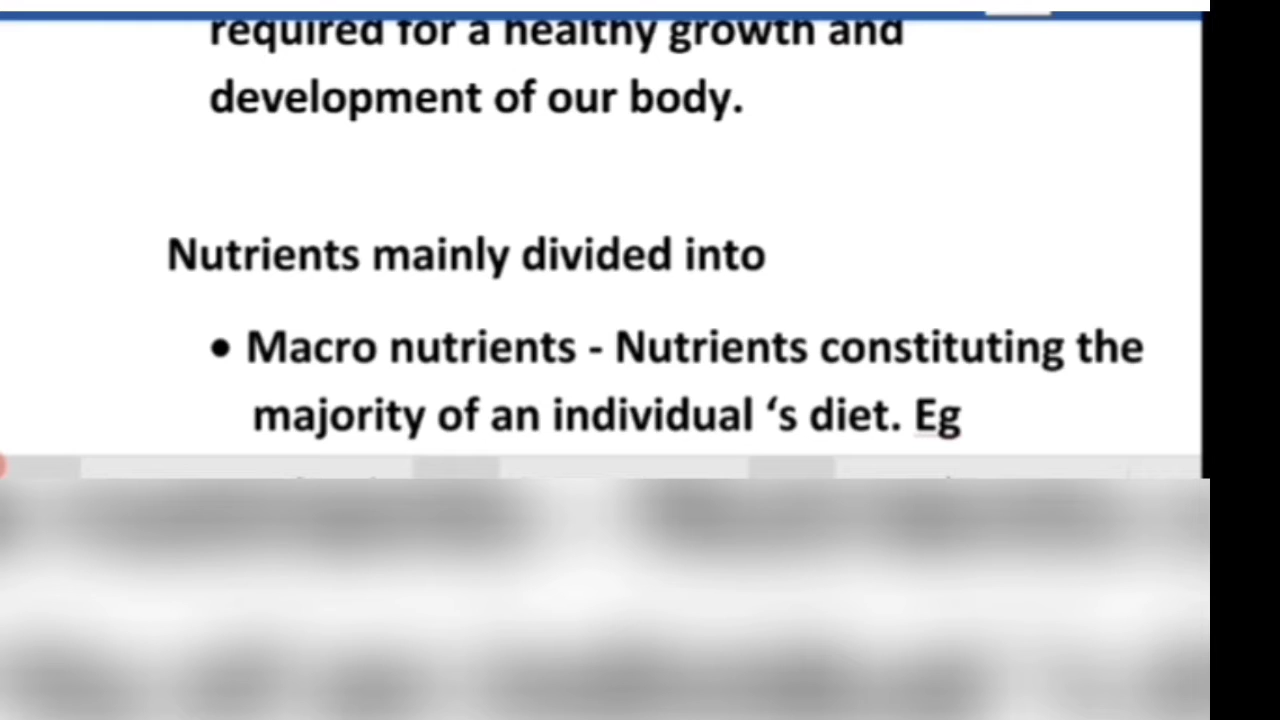 required for a healthy growth and
development of our body.
Nutrients mainly divided into
• Macro nutrients - Nutrients constituting the
majority of an individual ‘s diet. Eg